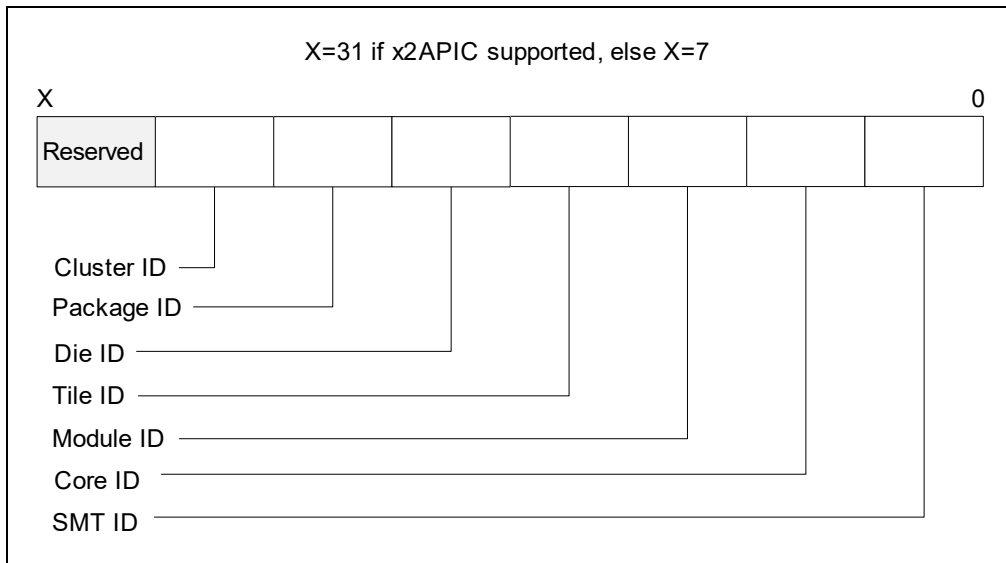 X=31 if x2APIC supported, else X=7
X 0
Reserved
Cluster ID
Package ID
Die ID
Tile ID
Module ID
Core ID
SMT ID